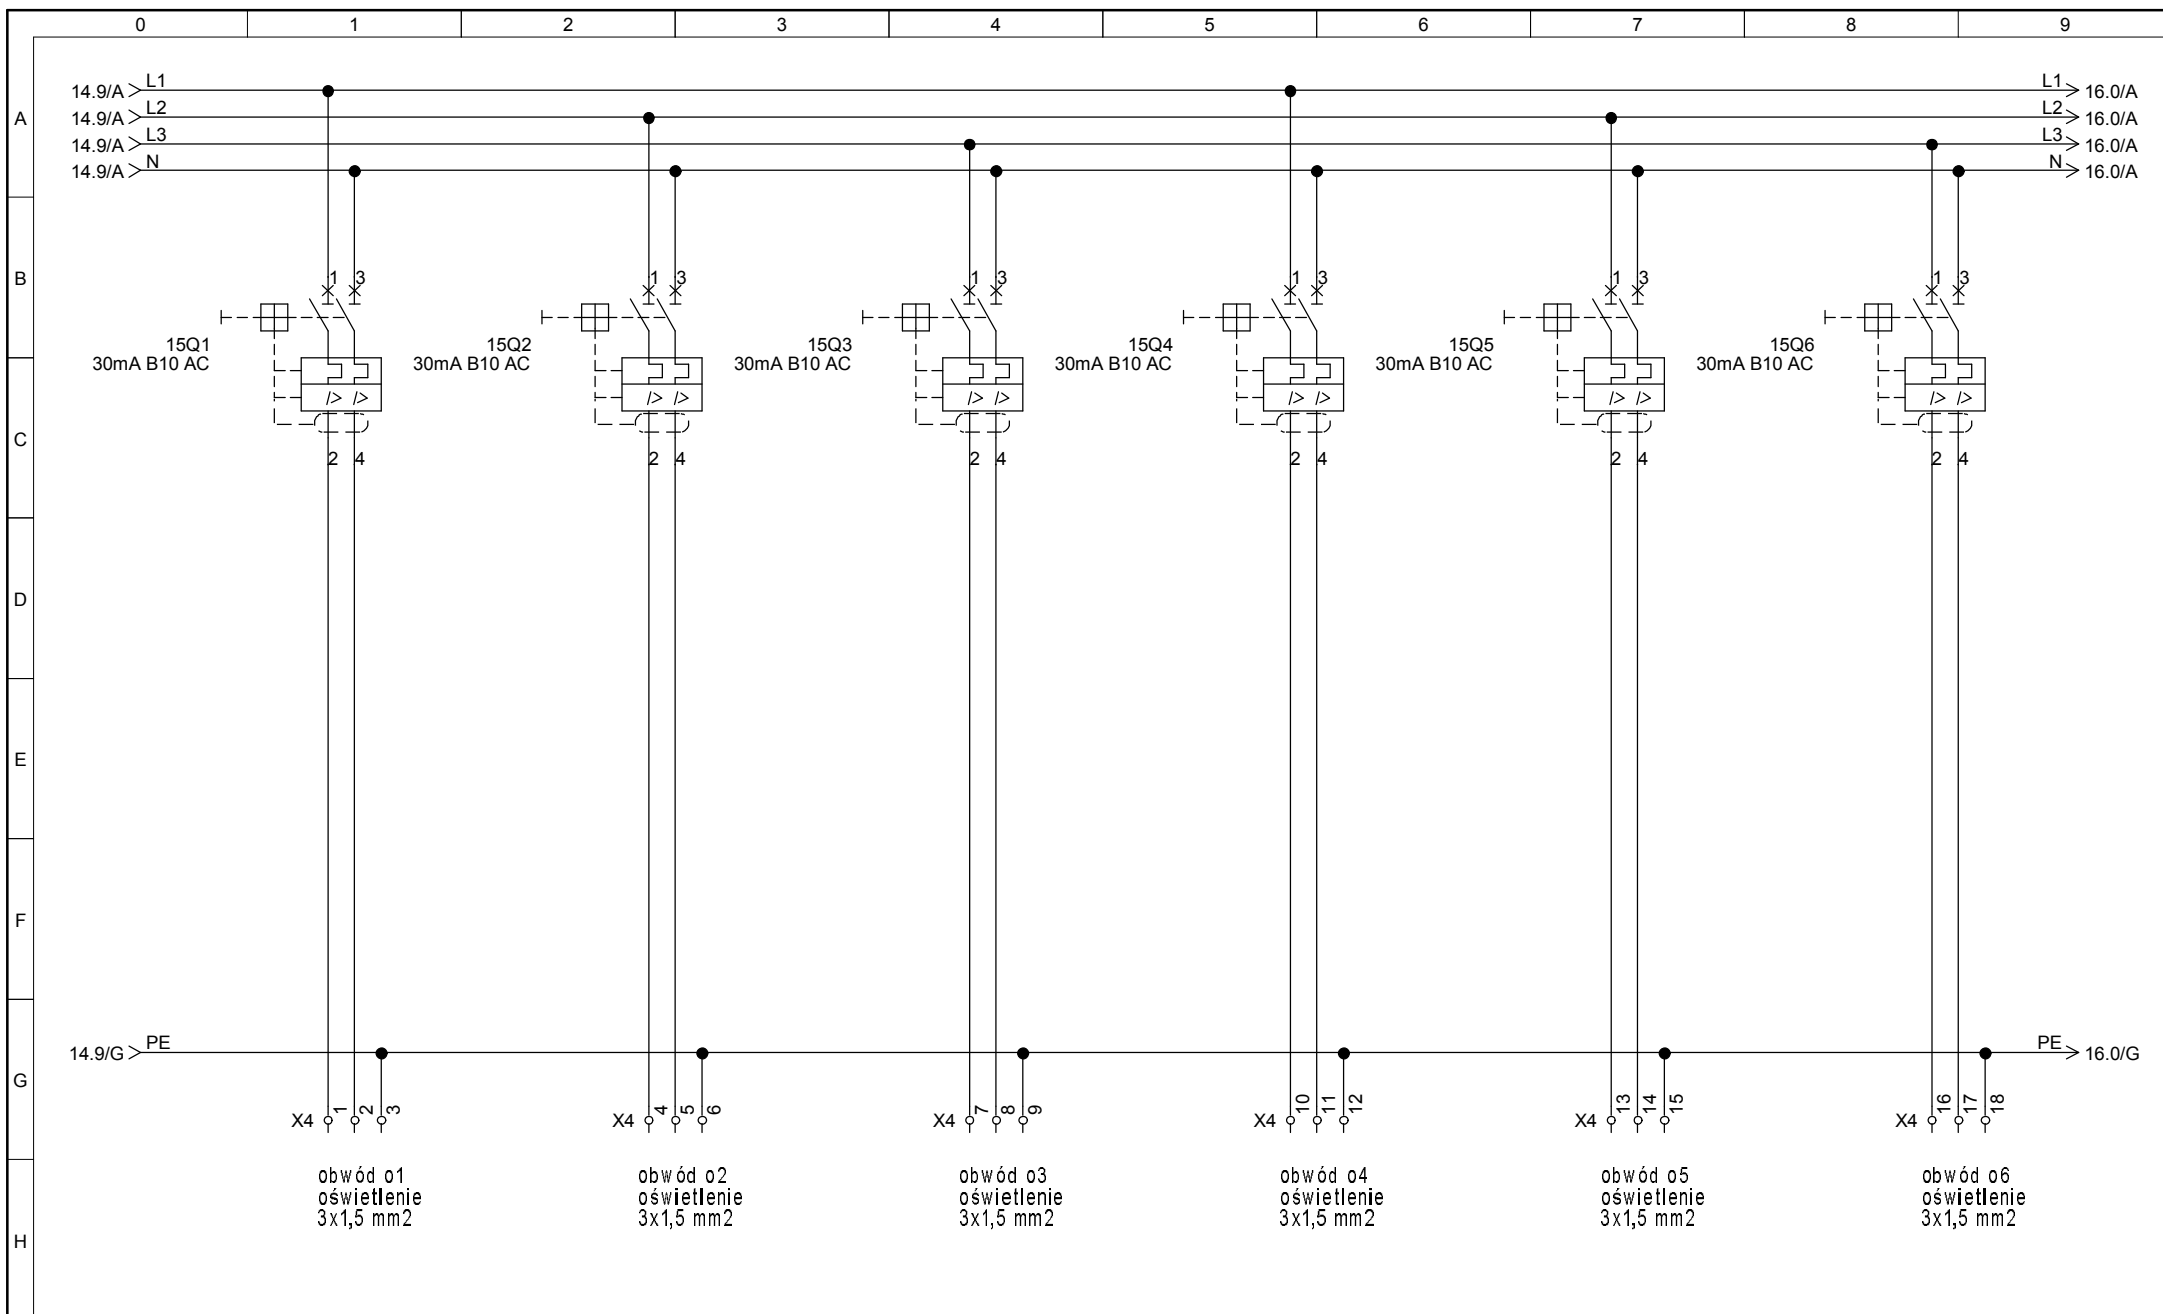 0 1 2 3 4 5 6 7 8 9
14.9/A L1 L1 16.0/A
14.9/A L2 L2 16.0/A
14.9/A L3 L3 16.0/A
14.9/A N N 16.0/A
A
B
1 3 1 3 1 3 1 3 1 3 1 3
15Q1 15Q2 15Q3 15Q4 15Q5 15Q6
30mA B10 AC 30mA B10 AC 30mA B10 AC 30mA B10 AC 30mA B10 AC 30mA B10 AC
I> I> I> I> I> I> I> I> I> I> I> I>
C
2 4 2 4 2 4 2 4 2 4 2 4
D
E
F
14.9/G PE PE 16.0/G
G
X4 1 2 3 X4 4 5 6 X4 7 8 9 X4 10 11 12 X4 13 14 15 X4 16 17 18
obwód o1 obwód o2 obwód o3 obwód o4 obwód o5 obwód o6
oświetlenie oświetlenie oświetlenie oświetlenie oświetlenie oświetlenie
3x1,5 mm2 3x1,5 mm2 3x1,5 mm2 3x1,5 mm2 3x1,5 mm2 3x1,5 mm2
H